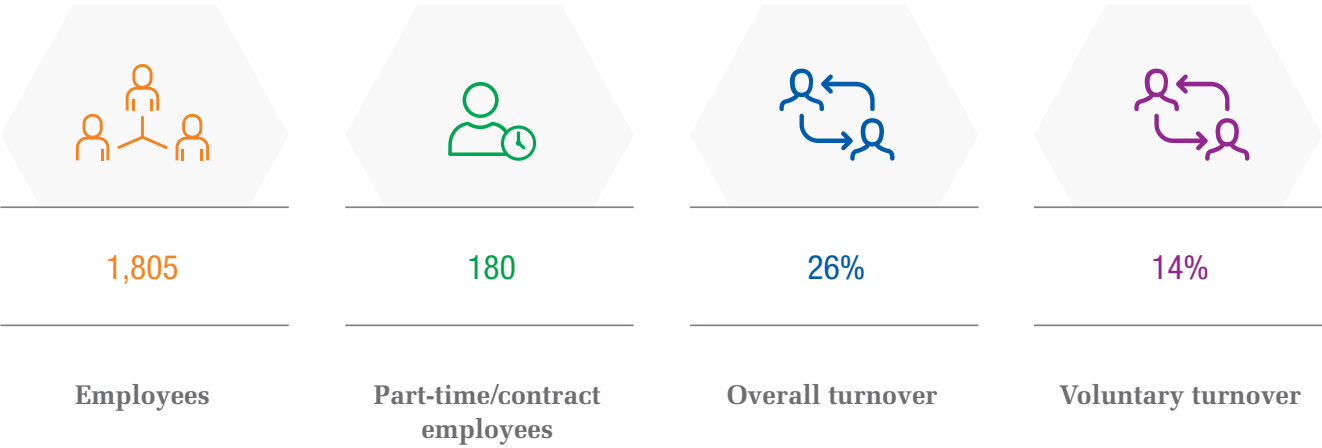 1,805
180
26%
14%
Employees
Part-time/contract
employees
Overall turnover
Voluntary turnover